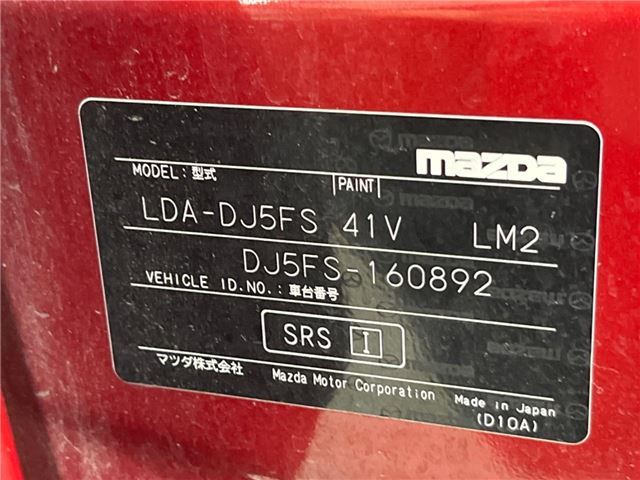 mazda
MODEL:型式
PAINT
LDA-DJ5FS 41V LM2
DJ5FS-160892
VEHICLE ID.NO.:車台番号
SRS I
マツダ株式会社 Mazda Motor Corporation Made in Japan
(D10A)